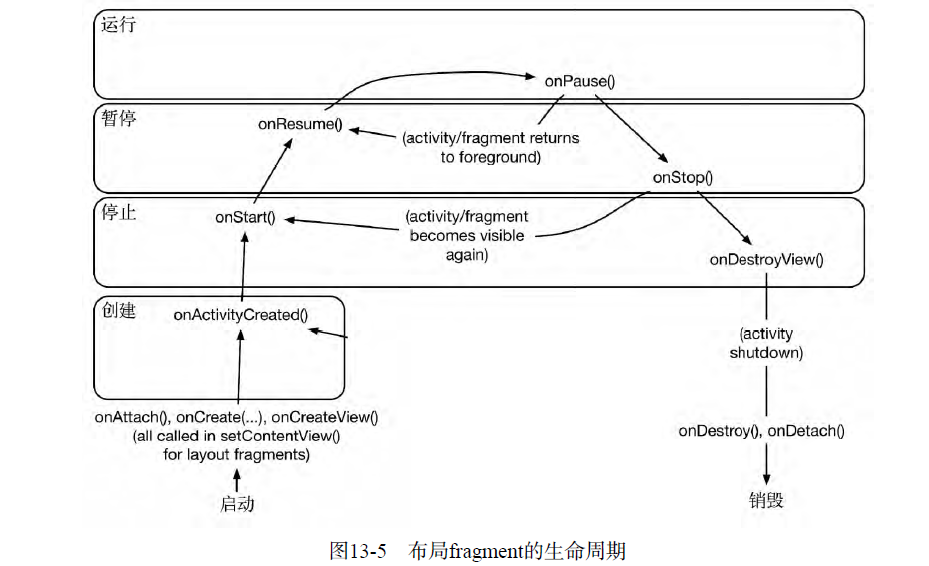 运行
onPause()
暂停
onResume()
(activity/fragment returns
to foreground)
onStop()
停止
onStart()
(activity/fragment
becomes visible
again)
onDestroyView()
创建
onActivityCreated()
(activity
shutdown)
onAttach(), onCreate(...), onCreateView()
(all called in setContentView()
for layout fragments)
onDestroy(), onDetach()
启动
销毁
图13-5 布局fragment的生命周期